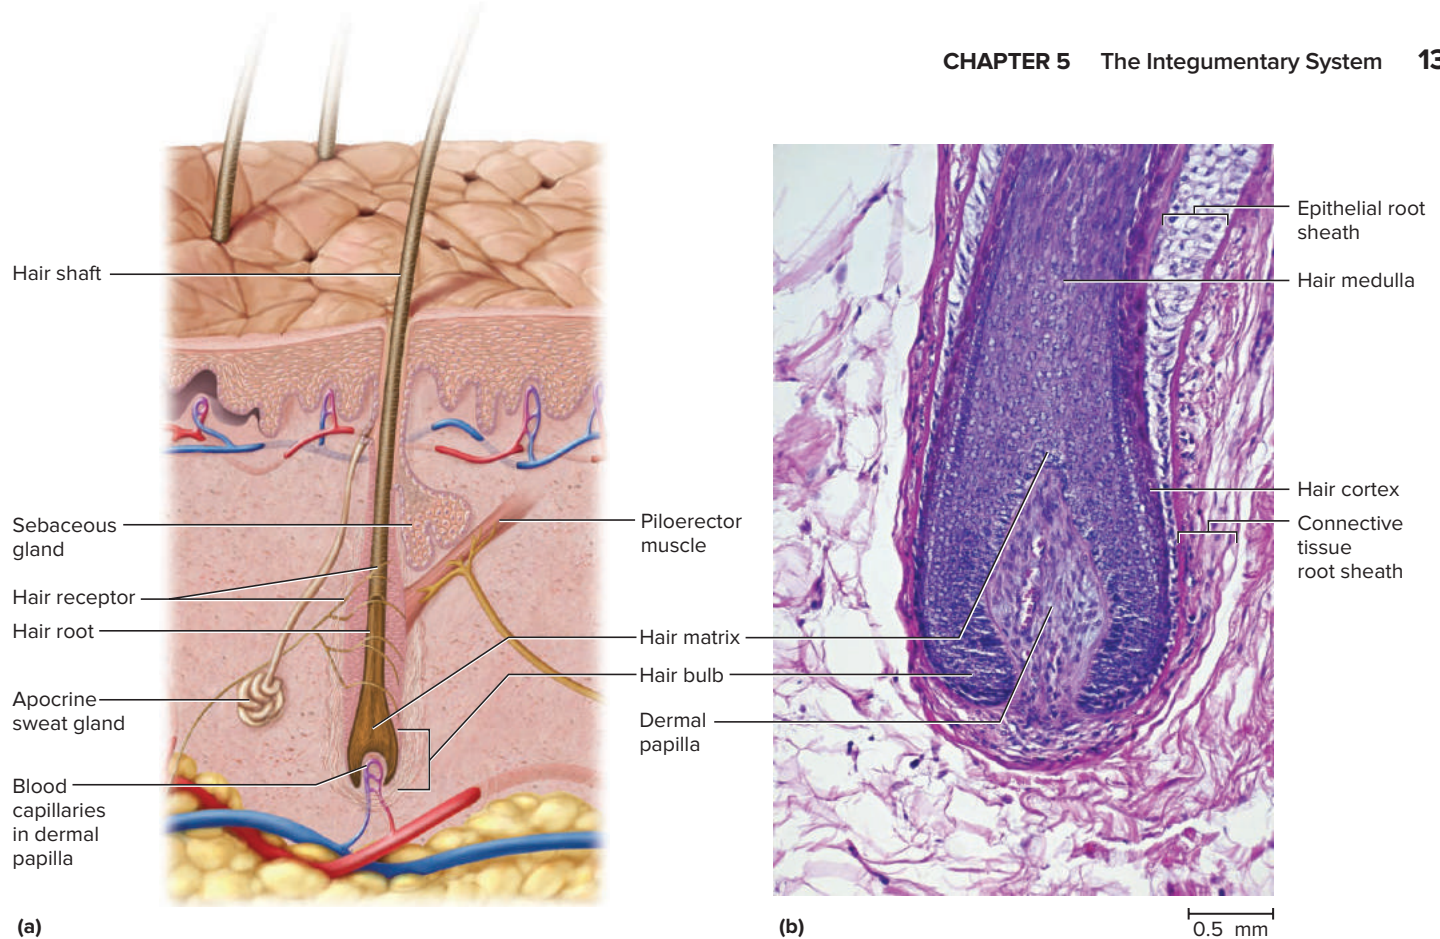 CHAPTER 5 The Integumentary System 13
Hair shaft
Sebaceous
gland
Hair receptor
Hair root
Apocrine
sweat gland
Blood
capillaries
in dermal
papilla
(a)
Piloerector
muscle
Hair matrix
Hair bulb
Dermal
papilla
Epithelial root
sheath
Hair medulla
Hair cortex
Connective
tissue
root sheath
(b)
0.5 mm